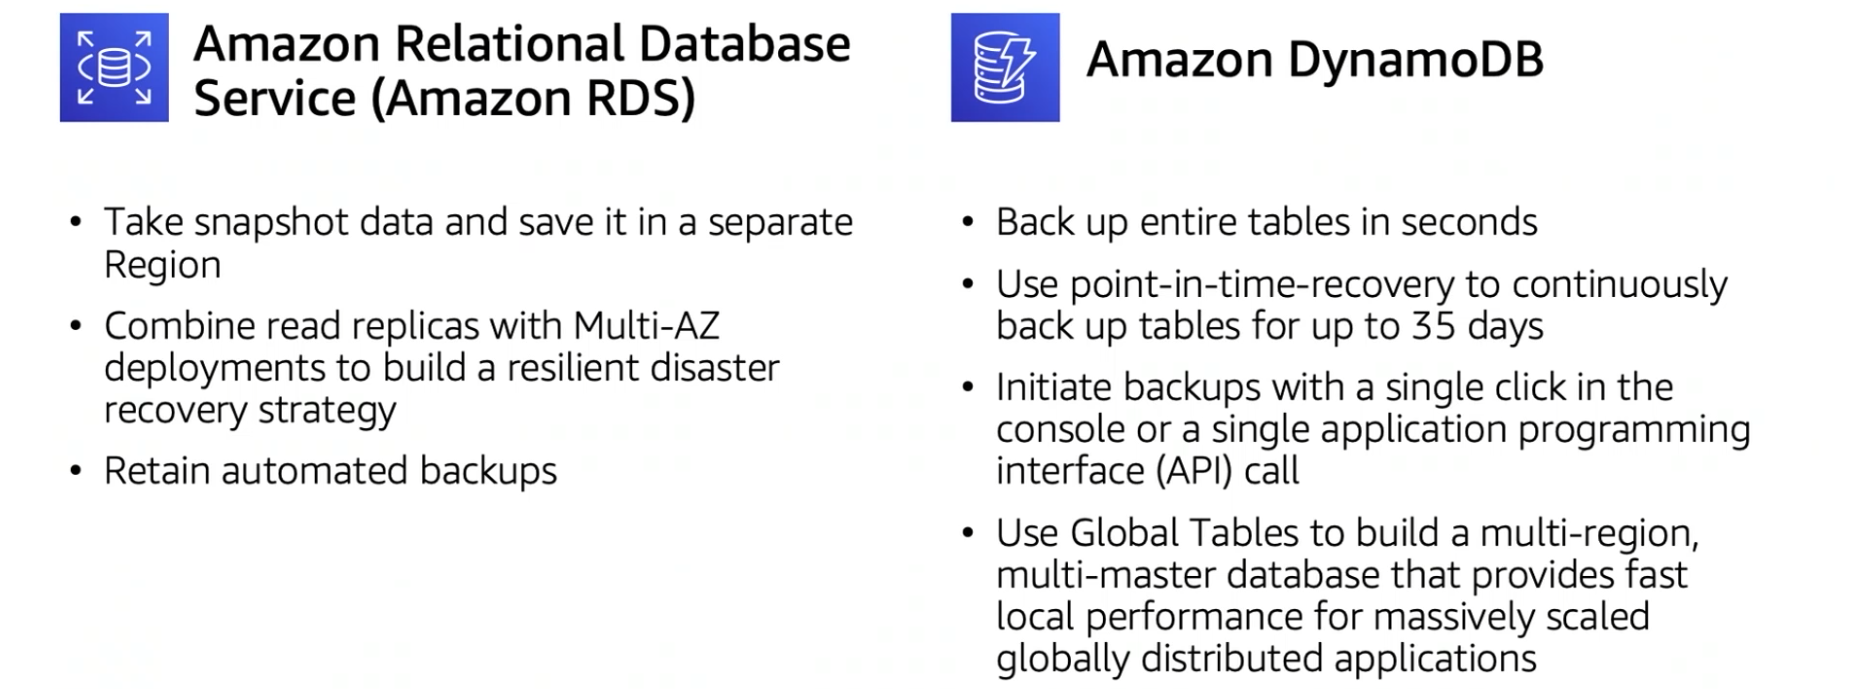 Amazon Relational Database
Service (Amazon RDS)
• Take snapshot data and save it in a separate
Region
• Combine read replicas with Multi-AZ
deployments to build a resilient disaster
recovery strategy
• Retain automated backups
Amazon DynamoDB
• Back up entire tables in seconds
• Use point-in-time-recovery to continuously
back up tables for up to 35 days
• Initiate backups with a single click in the
console or a single application programming
interface (API) call
• Use Global Tables to build a multi-region,
multi-master database that provides fast
local performance for massively scaled
globally distributed applications